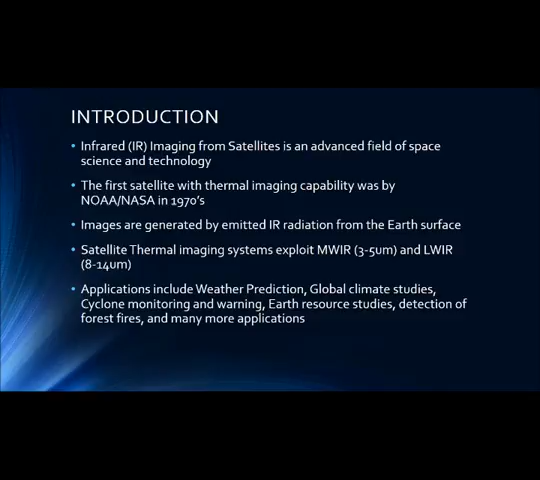 INTRODUCTION
• Infrared (IR) Imaging from Satellites is an advanced field of space
science and technology
• The first satellite with thermal imaging capability was by
NOAA/NASA in 1970's
• Images are generated by emitted IR radiation from the Earth surface
• Satellite Thermal imaging systems exploit MWIR (3-5um) and LWIR
(8-14um)
• Applications include Weather Prediction, Global climate studies,
Cyclone monitoring and warning, Earth resource studies, detection of
forest fires, and many more applications